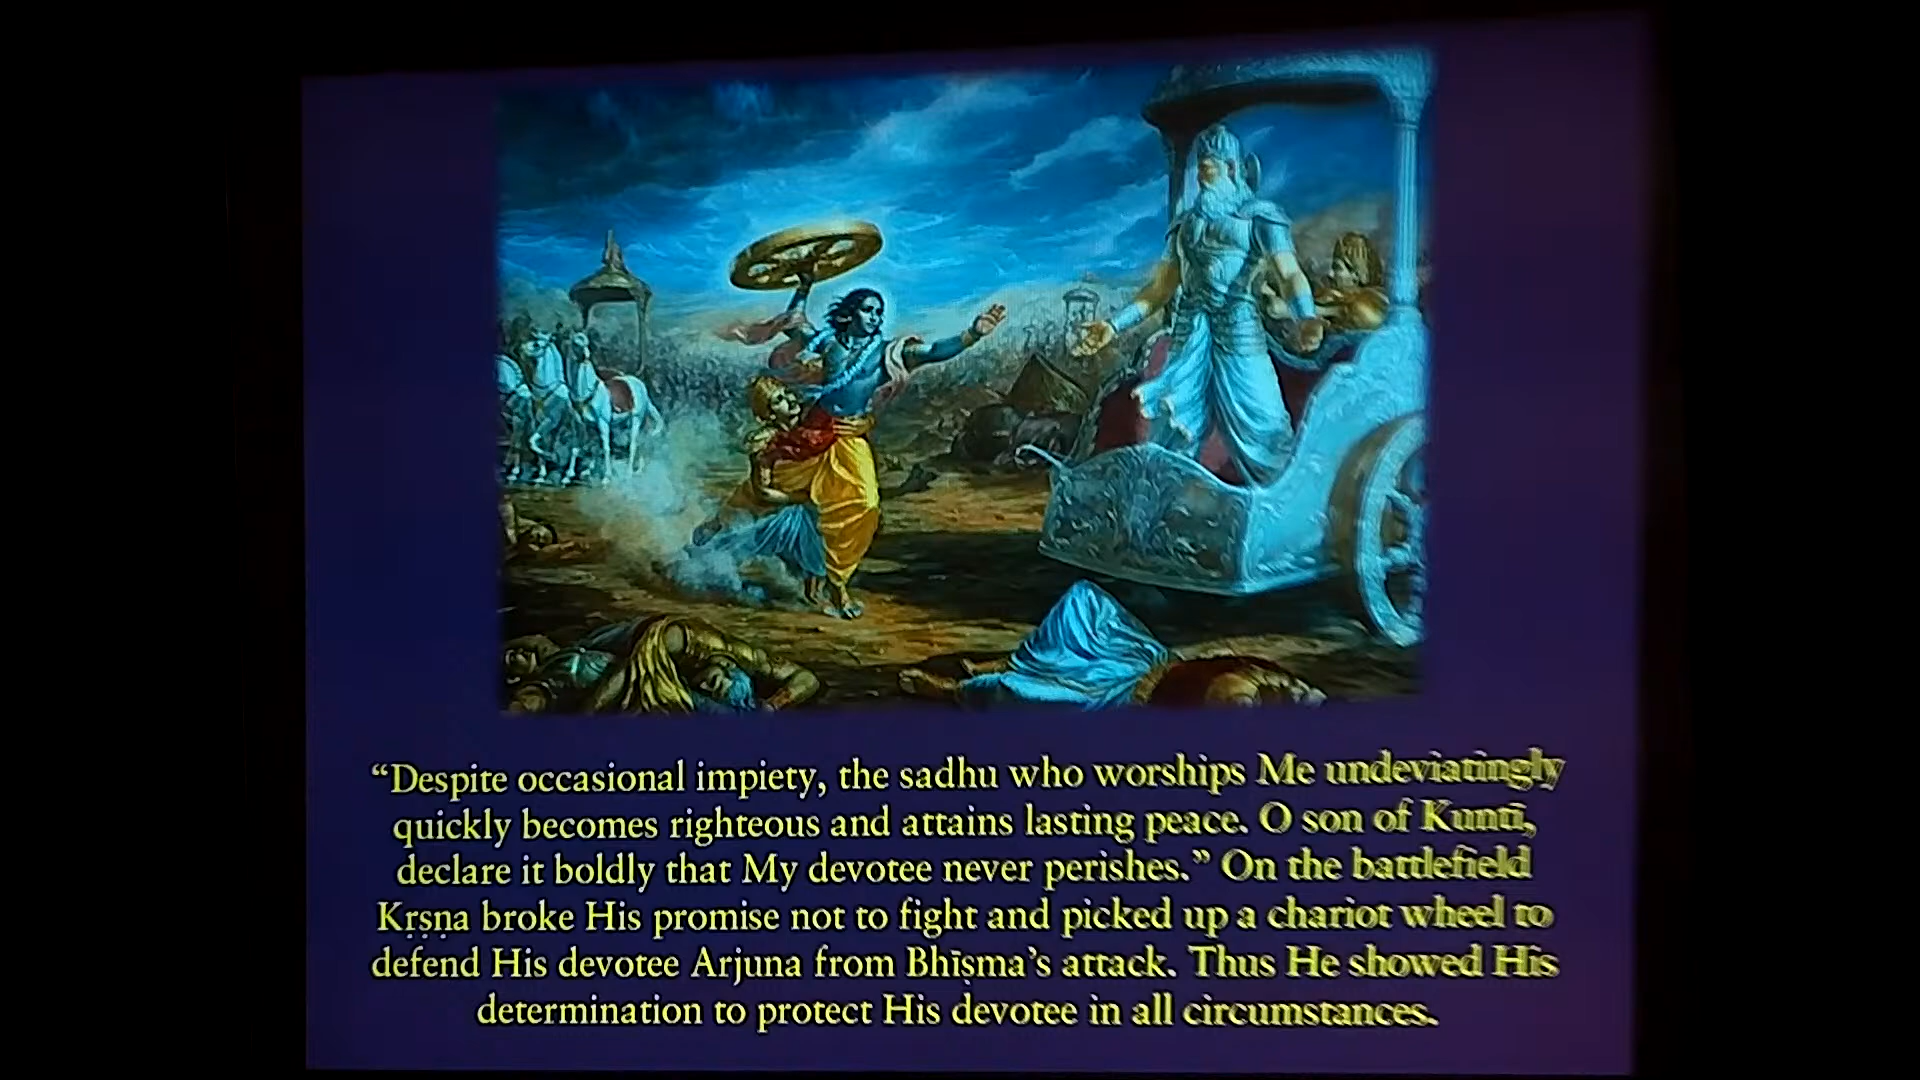 “Despite occasional impiety, the sadhu who worships Me undeviatingly
quickly becomes righteous and attains lasting peace. O son of Kuntī,
declare it boldly that My devotee never perishes.” On the battlefield
Kṛṣṇa broke His promise not to fight and picked up a chariot wheel to
defend His devotee Arjuna from Bhīṣma’s attack. Thus He showed His
determination to protect His devotee in all circumstances.